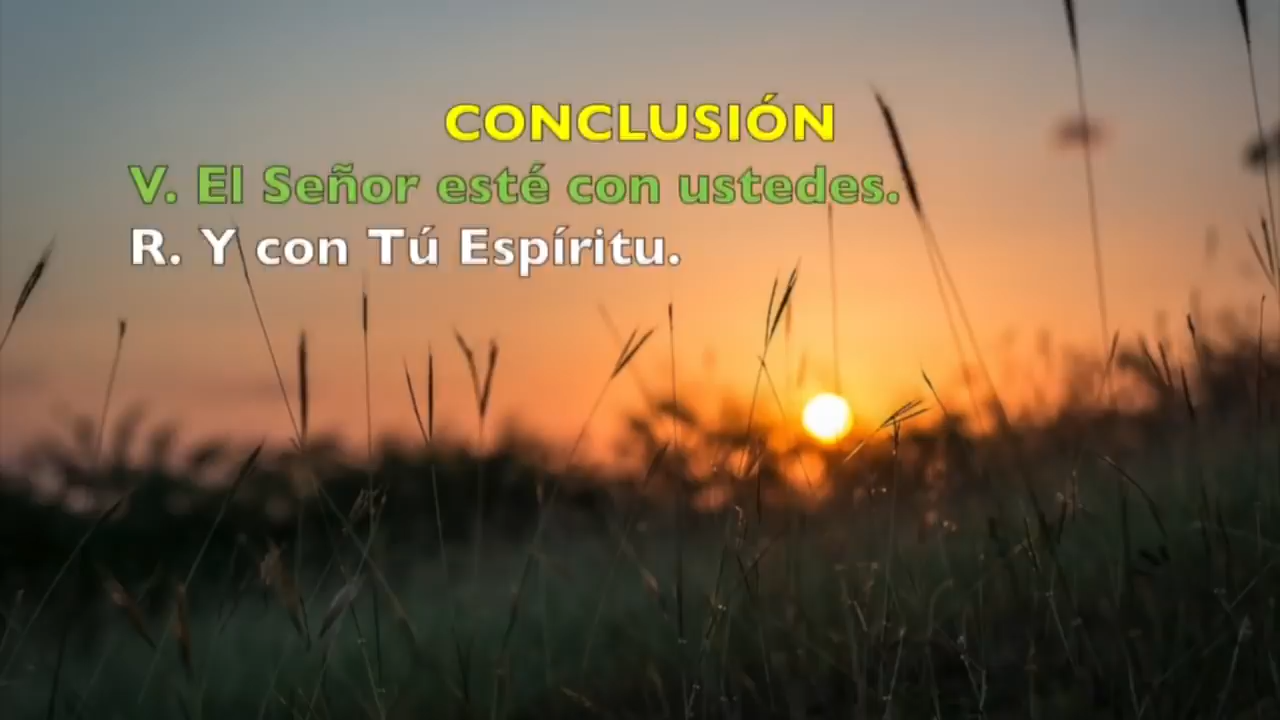 CONCLUSIÓN
V. El Señor esté con ustedes.
R. Y con Tú Espíritu.